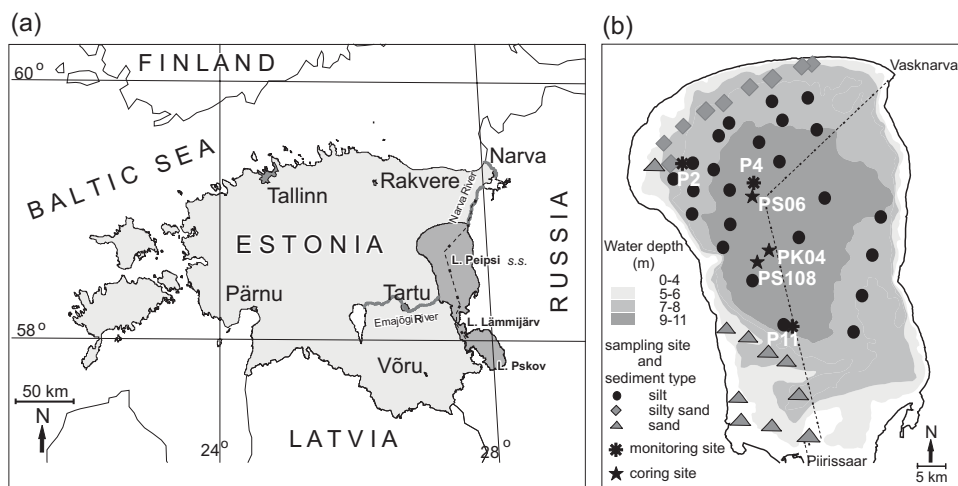 (a)
(b)
60°
FINLAND
BALTIC SEA
Narva
Tallinn
Rakvere
Narva River
ESTONIA
RUSSIA
L. Peipsi s.s.
Pärnu
Tartu
Emajõgi River
L. Lämmijärv
58°
Võru
L. Pskov
50 km
N
24°
LATVIA
28°
Vasknarva
P4
P2
PS06
PK04
PS108
P11
Water depth
(m)
0-4
5-6
7-8
9-11
sampling site
and
sediment type
silt
silty sand
sand
monitoring site
coring site
Piirissaar
N
5 km